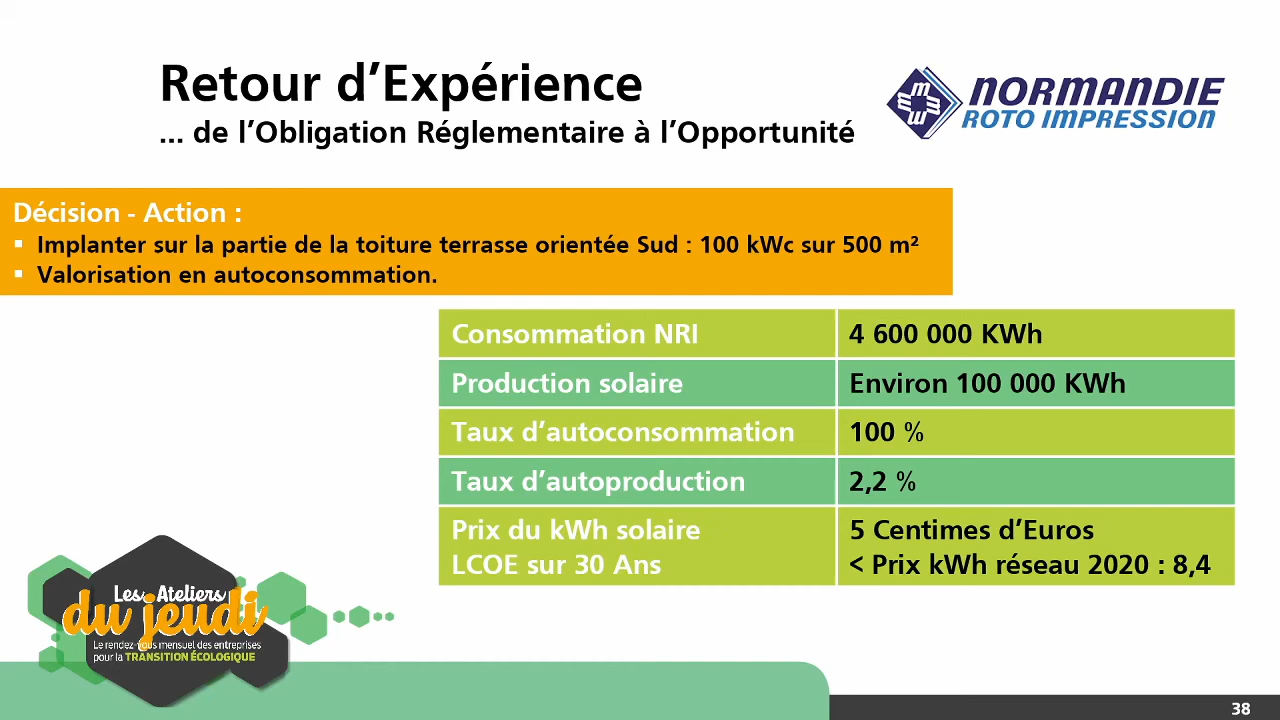 Retour d'Expérience
... de l'Obligation Réglementaire à l'Opportunité
NORMANDIE
ROTO IMPRESSION
Décision - Action :
▪ Implanter sur la partie de la toiture terrasse orientée Sud : 100 kWc sur 500 m²
▪ Valorisation en autoconsommation.
Consommation NRI
4 600 000 KWh
Production solaire
Environ 100 000 KWh
Taux d'autoconsommation
100 %
Taux d'autoproduction
2,2 %
Prix du kWh solaire
LCOE sur 30 Ans
5 Centimes d'Euros
< Prix kWh réseau 2020 : 8,4
Les Ateliers
du jeudi
Le rendez-vous mensuel des entreprises
pour la TRANSITION ÉCOLOGIQUE
38